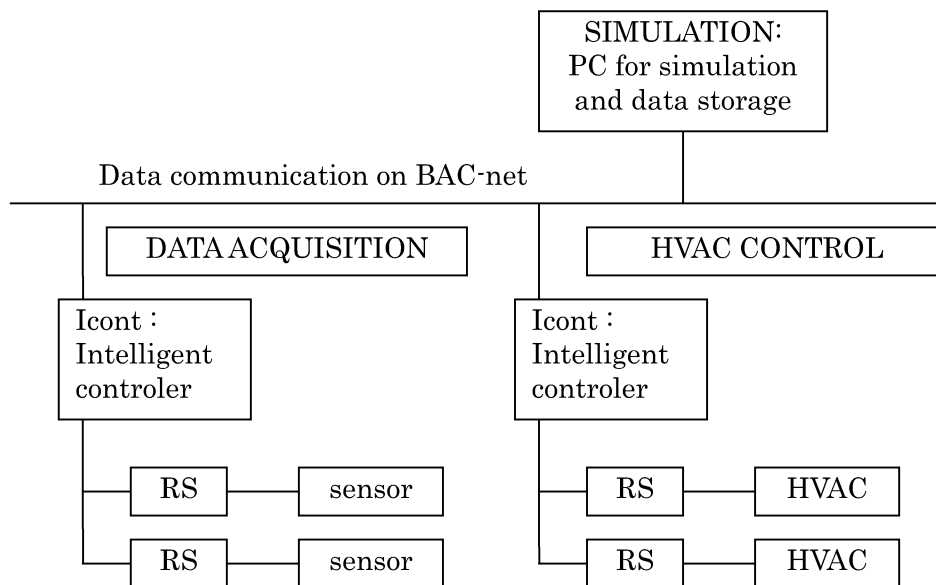 SIMULATION:
PC for simulation
and data storage
Data communication on BAC-net
DATA ACQUISITION
HVAC CONTROL
Icont :
Intelligent
controler
Icont :
Intelligent
controler
RS
sensor
RS
HVAC
RS
sensor
RS
HVAC